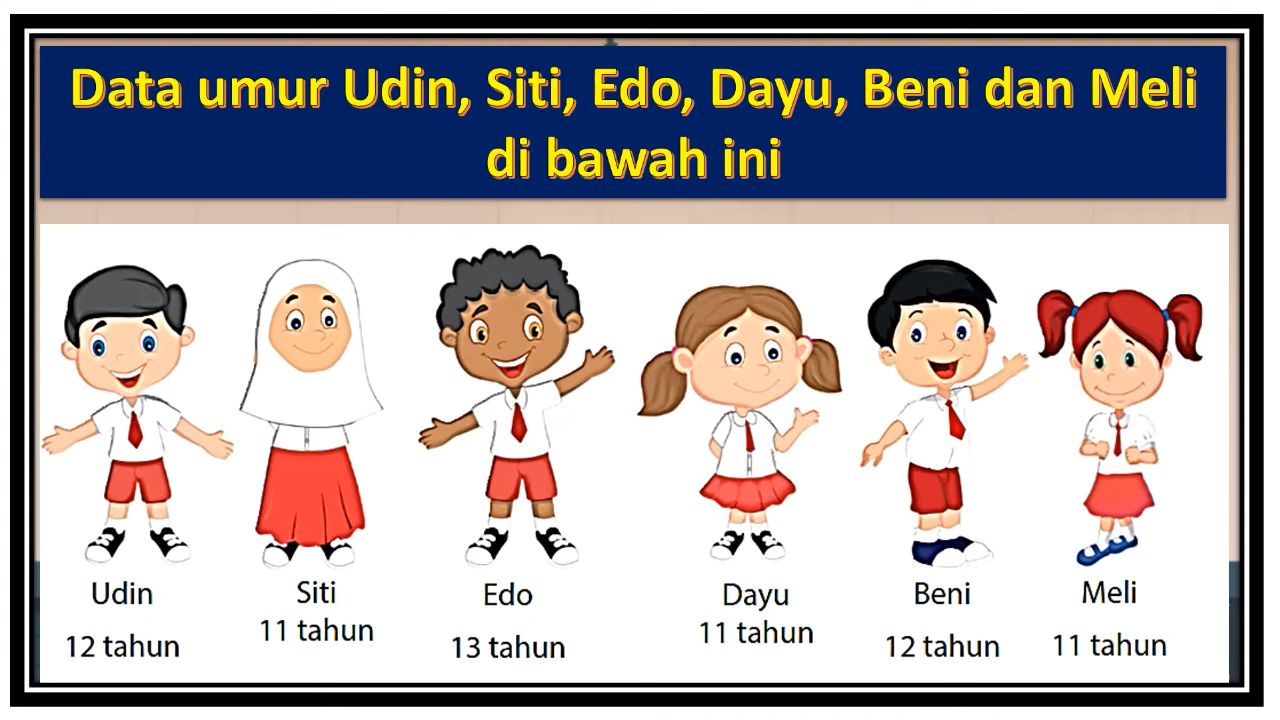 Data umur Udin, Siti, Edo, Dayu, Beni dan Meli
di bawah ini
Udin
12 tahun
Siti
11 tahun
Edo
13 tahun
Dayu
11 tahun
Beni
12 tahun
Meli
11 tahun